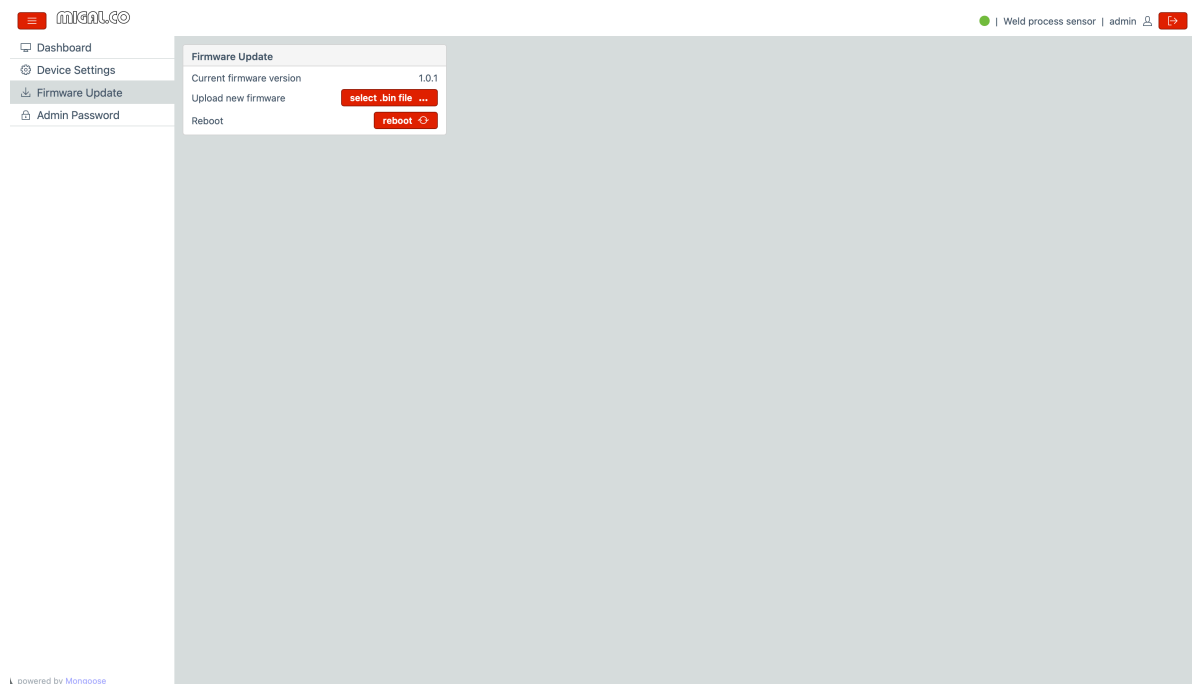 MIGAL.CO
| Weld process sensor | admin
Dashboard
Device Settings
Firmware Update
Admin Password
Firmware Update
Current firmware version 1.0.1
Upload new firmware select .bin file ...
Reboot reboot
powered by Mongoose